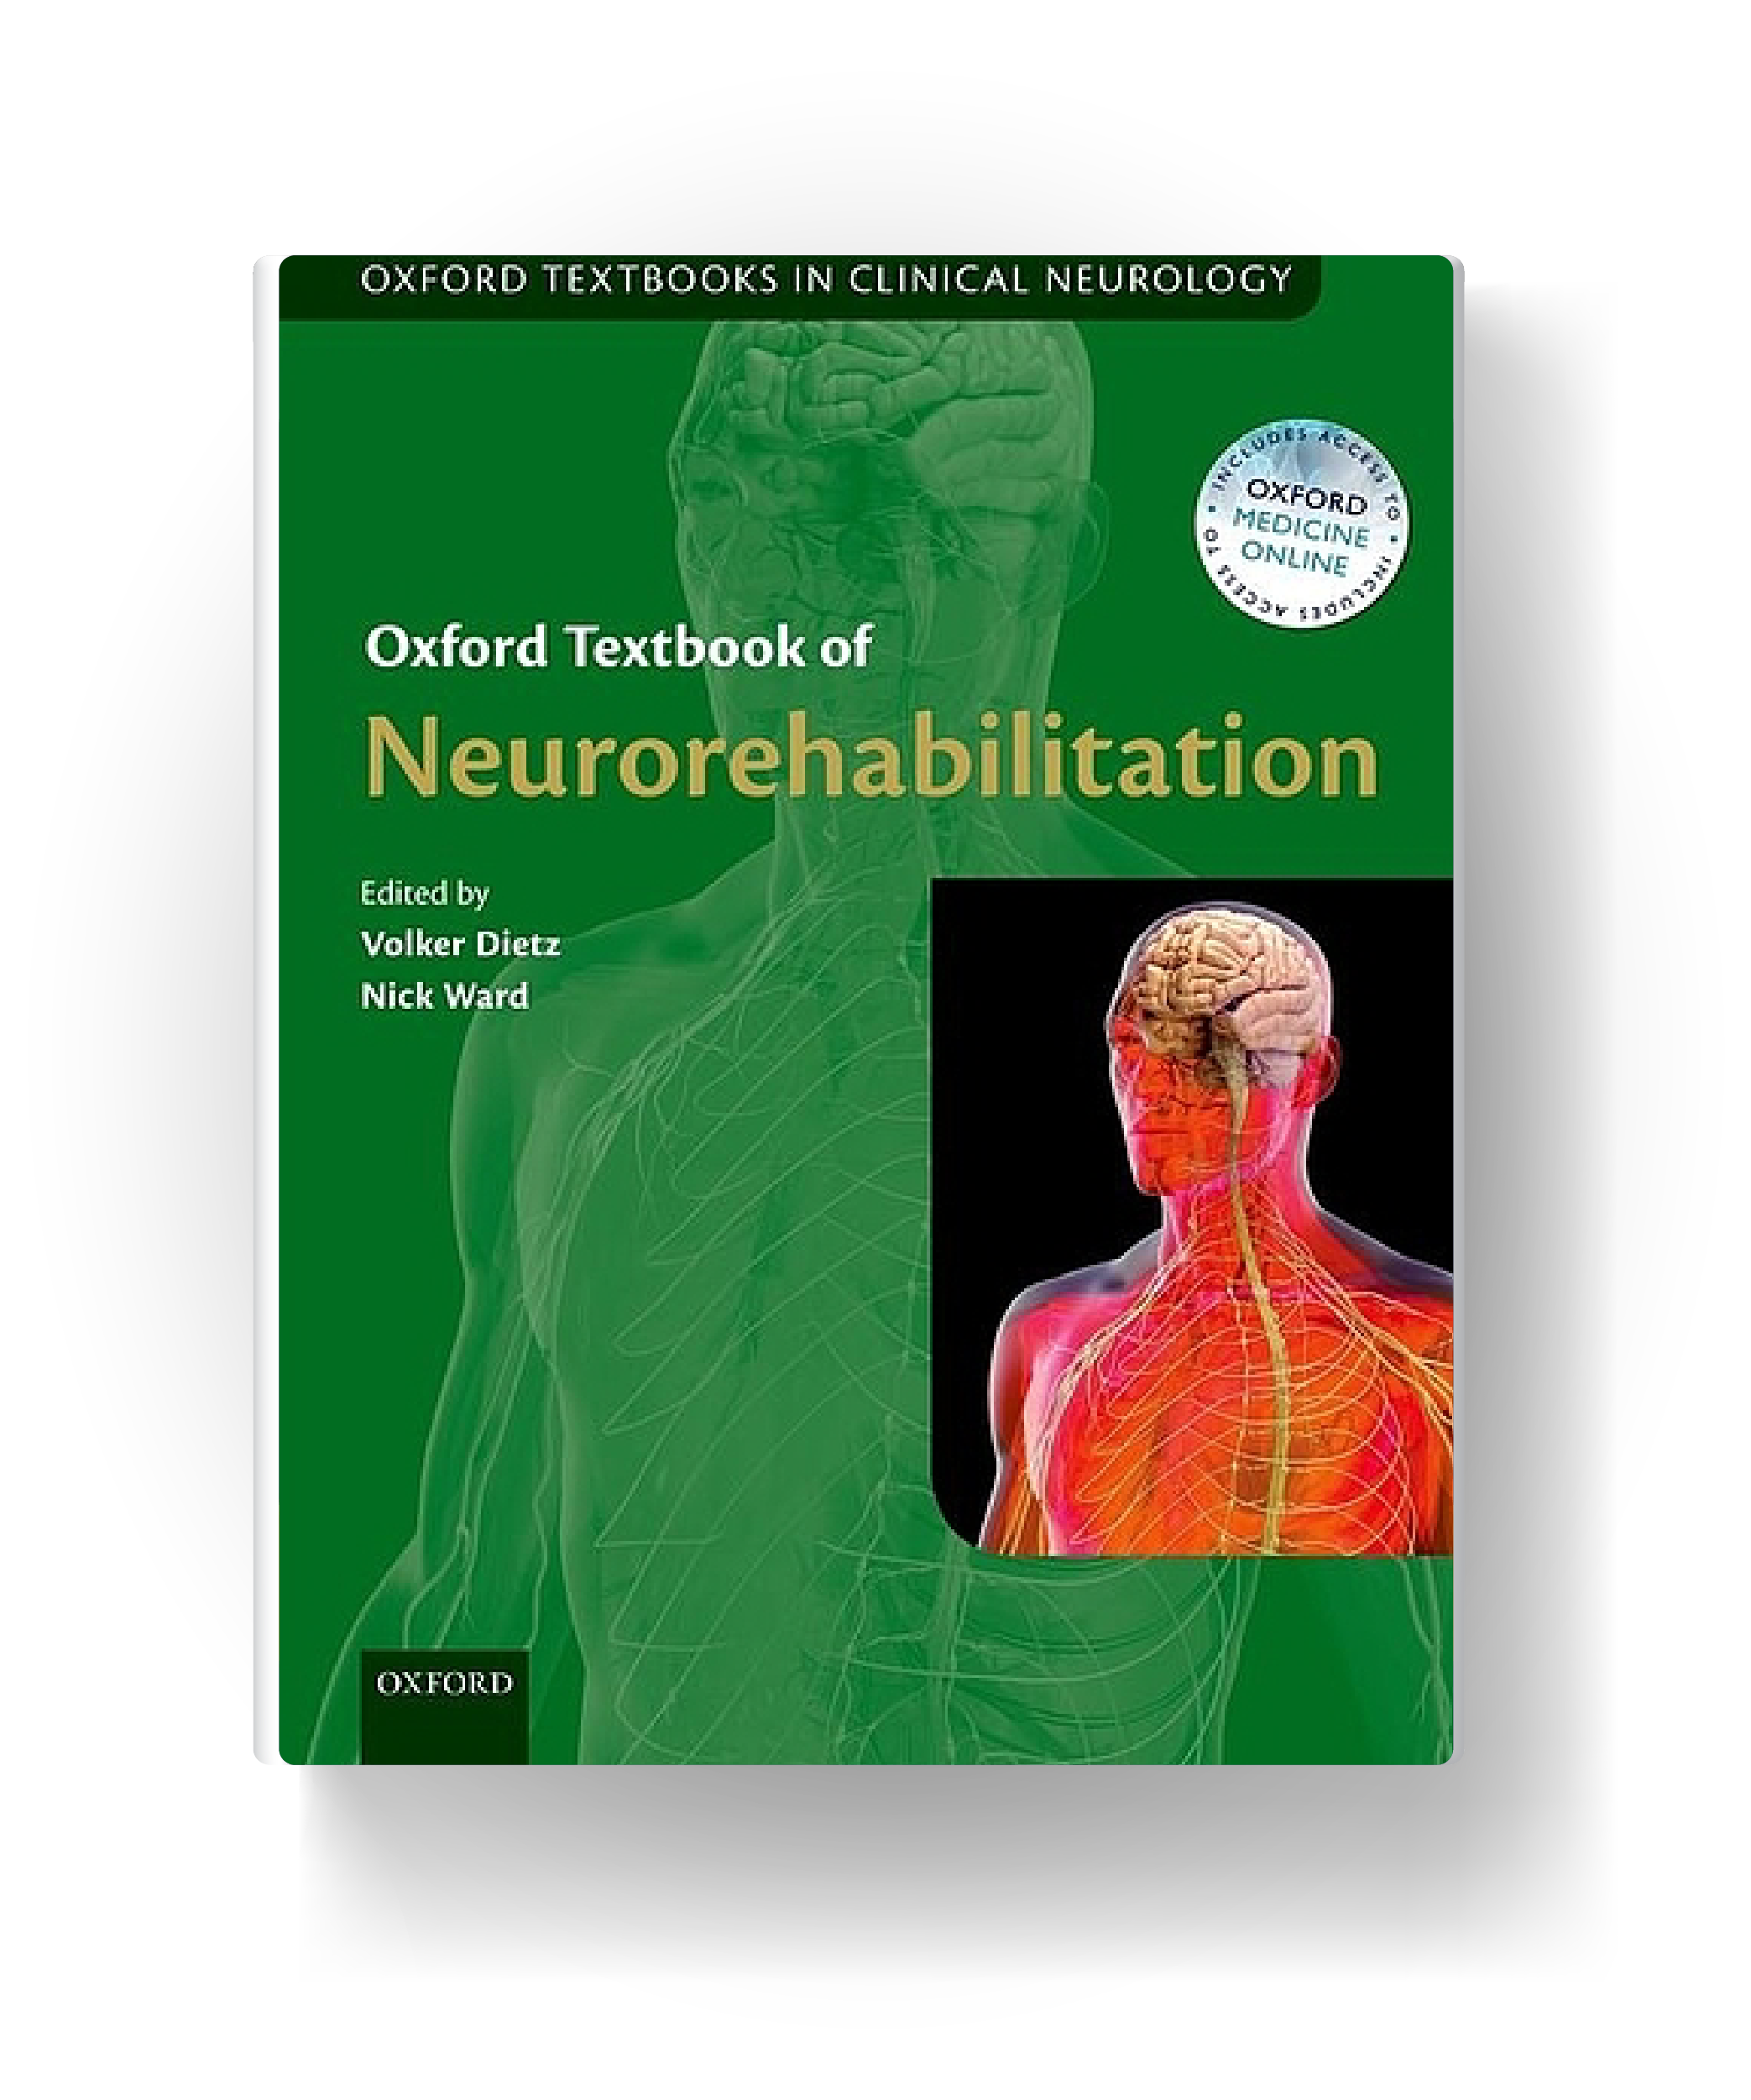 OXFORD TEXTBOOKS IN CLINICAL NEUROLOGY
• INCLUDES ACCESS TO • INCLUDES ACCESS TO
OXFORD
MEDICINE
ONLINE
Oxford Textbook of
Neurorehabilitation
Edited by
Volker Dietz
Nick Ward
OXFORD